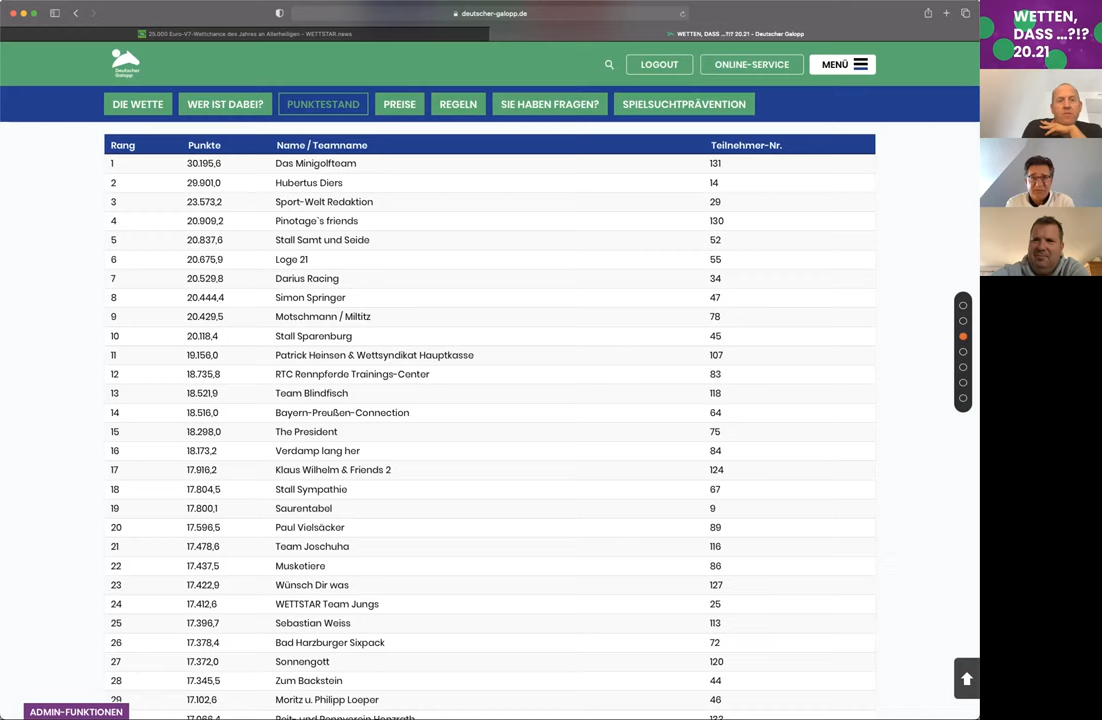 deutscher-galopp.de
25.000 Euro-V7-Wettchance des Jahres an Allerheiligen - WETTSTAR.news
WETTEN, DASS ...?!? 20.21 - Deutscher Galopp
WETTEN,
DASS ...?!?
20.21
Deutscher
Galopp
LOGOUT
ONLINE-SERVICE
MENÜ
DIE WETTE
WER IST DABEI?
PUNKTESTAND
PREISE
REGELN
SIE HABEN FRAGEN?
SPIELSUCHTPRÄVENTION
Rang Punkte Name / Teamname Teilnehmer-Nr.
1 30.195,6 Das Minigolfteam 131
2 29.901,0 Hubertus Diers 14
3 23.573,2 Sport-Welt Redaktion 29
4 20.909,2 Pinotage`s friends 130
5 20.837,6 Stall Samt und Seide 52
6 20.675,9 Loge 21 55
7 20.529,8 Darius Racing 34
8 20.444,4 Simon Springer 47
9 20.429,5 Motschmann / Miltitz 78
10 20.118,4 Stall Sparenburg 45
11 19.156,0 Patrick Heinsen & Wettsyndikat Hauptkasse 107
12 18.735,8 RTC Rennpferde Trainings-Center 83
13 18.521,9 Team Blindfisch 118
14 18.516,0 Bayern-Preußen-Connection 64
15 18.298,0 The President 75
16 18.173,2 Verdamp lang her 84
17 17.916,2 Klaus Wilhelm & Friends 2 124
18 17.804,5 Stall Sympathie 67
19 17.800,1 Saurentabel 9
20 17.596,5 Paul Vielsäcker 89
21 17.478,6 Team Joschuha 116
22 17.437,5 Musketiere 86
23 17.422,9 Wünsch Dir was 127
24 17.412,6 WETTSTAR Team Jungs 25
25 17.396,7 Sebastian Weiss 113
26 17.378,4 Bad Harzburger Sixpack 72
27 17.372,0 Sonnengott 120
28 17.345,5 Zum Backstein 44
29 17.102,6 Moritz u. Philipp Loeper 46
17.066,4 Reit- und Rennverein Honzrath 133
ADMIN-FUNKTIONEN